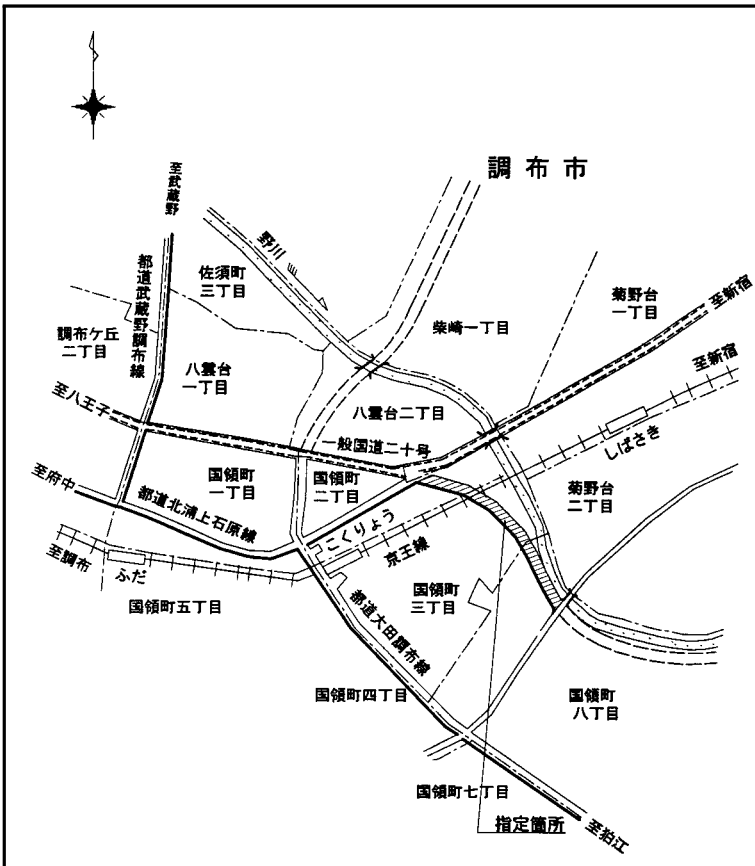 調布市
至武蔵野
都道武蔵野調布線
野川
佐須町
三丁目
菊野台
一丁目
至新宿
調布ケ丘
二丁目
柴崎一丁目
至新宿
八雲台
一丁目
至八王子
八雲台二丁目
一般国道二十号
しばさき
至府中
国領町
一丁目
国領町
二丁目
菊野台
二丁目
都道北浦上石原線
こくりょう
京王線
至調布
ふだ
国領町五丁目
国領町
三丁目
都道大田調布線
国領町四丁目
国領町
八丁目
国領町七丁目
指定箇所
至狛江